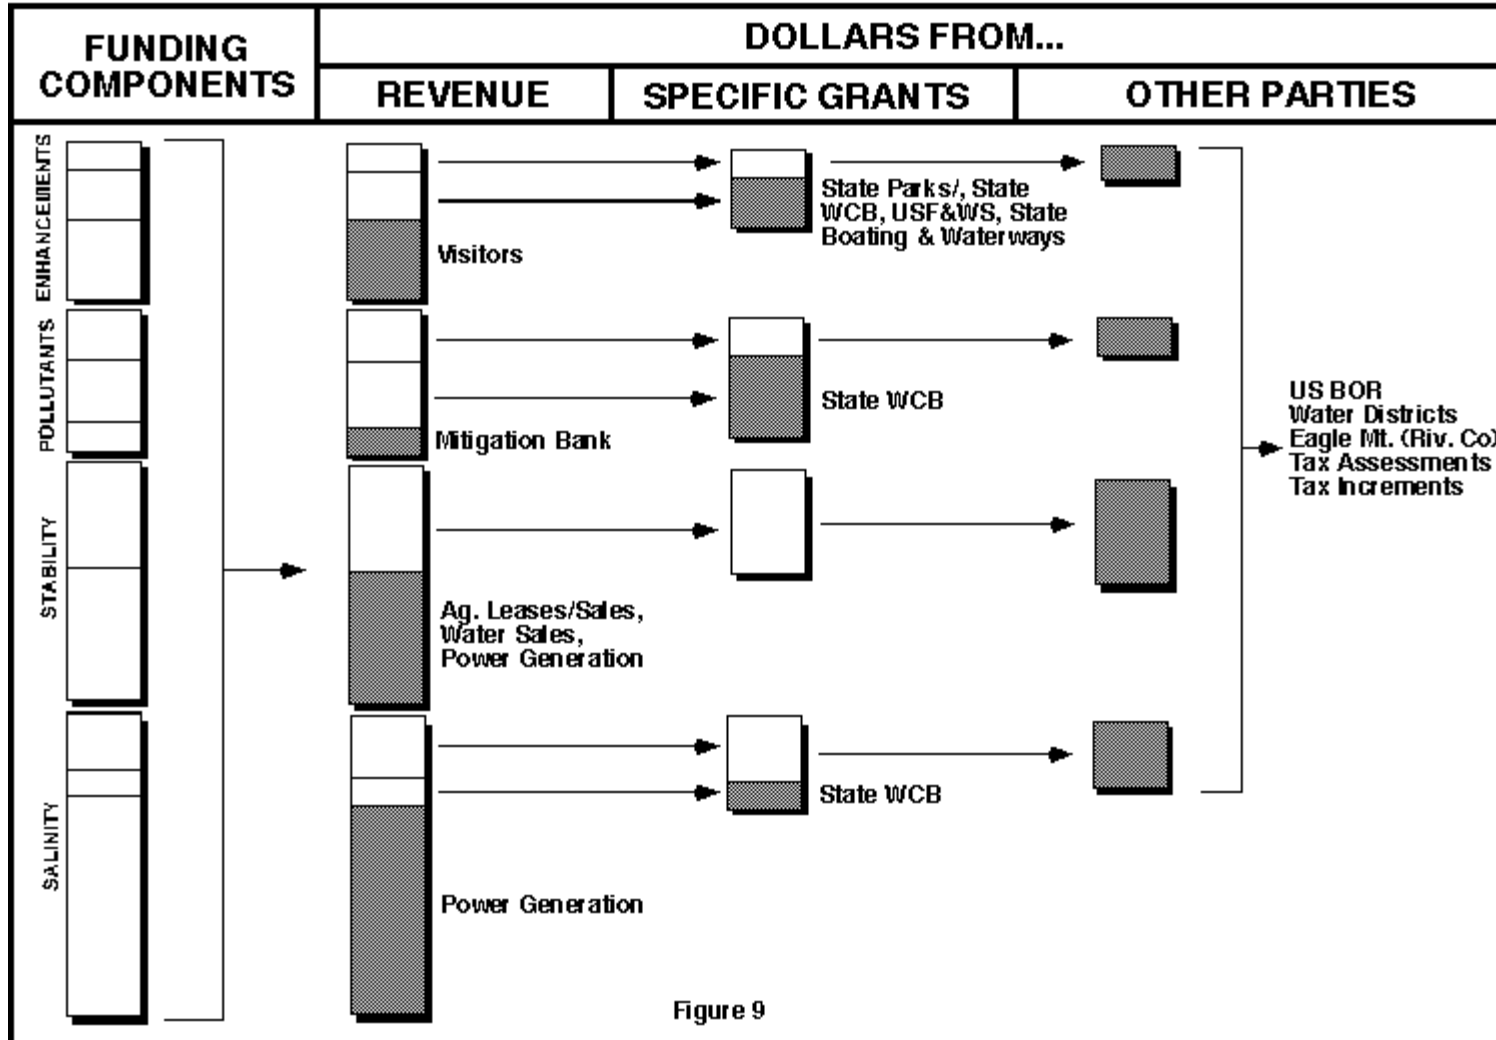 FUNDING
COMPONENTS
DOLLARS FROM...
REVENUE
SPECIFIC GRANTS
OTHER PARTIES
ENHANCEMENTS
Visitors
State Parks/, State
WCB, USF&WS, State
Boating & Waterways
POLLUTANTS
Mitigation Bank
State WCB
STABILITY
Ag. Leases/Sales,
Water Sales,
Power Generation
SALINITY
State WCB
Power Generation
US BOR
Water Districts
Eagle Mt. (Riv. Co)
Tax Assessments
Tax Increments
Figure 9